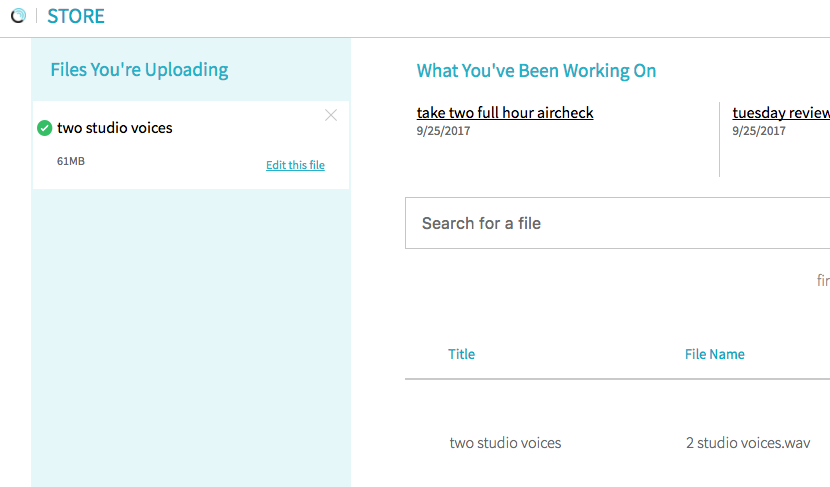 STORE
Files You're Uploading
two studio voices
61MB
Edit this file
What You've Been Working On
take two full hour aircheck
9/25/2017
tuesday review
9/25/2017
Search for a file
fir
Title
File Name
two studio voices
2 studio voices.wav